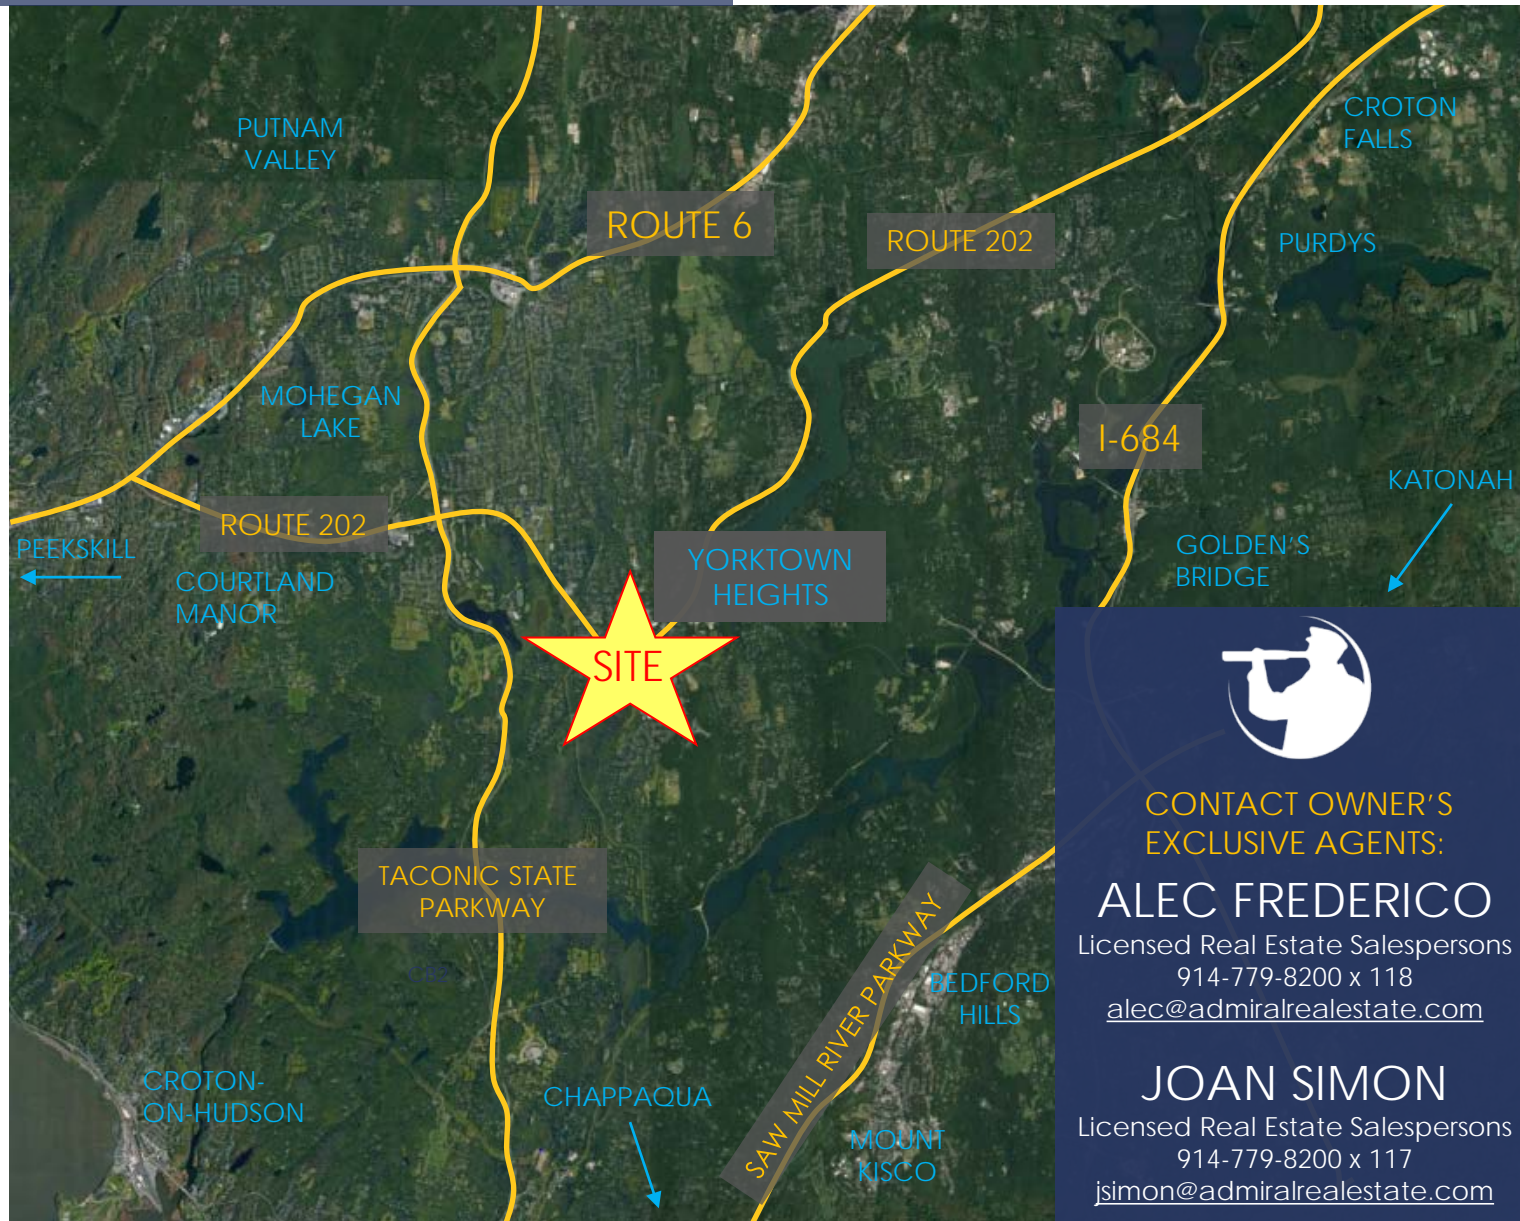 PUTNAM
VALLEY
CROTON
FALLS
ROUTE 6
ROUTE 202
PURDYS
MOHEGAN
LAKE
I-684
KATONAH
ROUTE 202
PEEKSKILL
COURTLAND
MANOR
YORKTOWN
HEIGHTS
GOLDEN'S
BRIDGE
SITE
TACONIC STATE
PARKWAY
SAW MILL RIVER PARKWAY
BEDFORD
HILLS
CROTON-
ON-HUDSON
CHAPPAQUA
MOUNT
KISCO
CONTACT OWNER'S
EXCLUSIVE AGENTS:
ALEC FREDERICO
Licensed Real Estate Salespersons
914-779-8200 x 118
alec@admiralrealestate.com
JOAN SIMON
Licensed Real Estate Salespersons
914-779-8200 x 117
jsimon@admiralrealestate.com